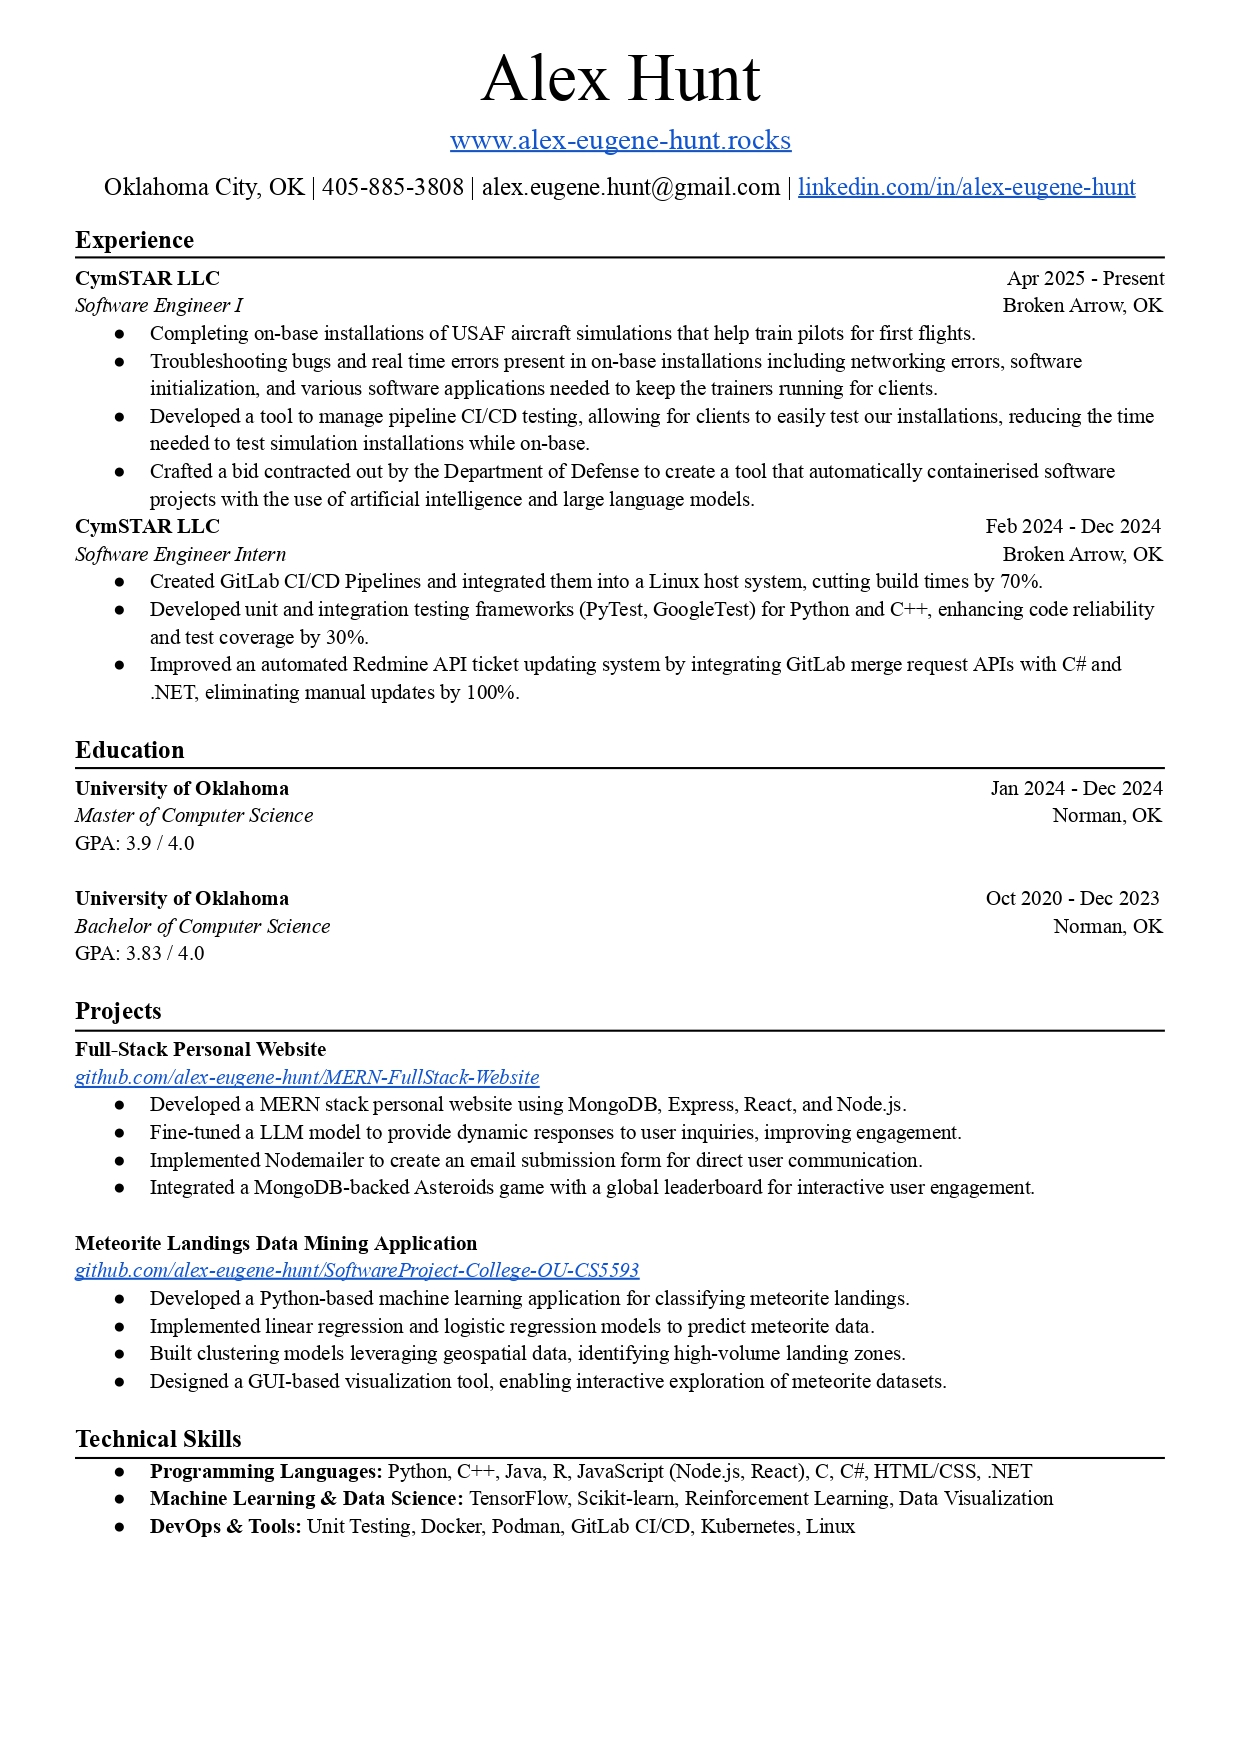 Alex Hunt
www.alex-eugene-hunt.rocks
Oklahoma City, OK | 405-885-3808 | alex.eugene.hunt@gmail.com | linkedin.com/in/alex-eugene-hunt
Experience
CymSTAR LLC Apr 2025 - Present
Software Engineer I Broken Arrow, OK
● Completing on-base installations of USAF aircraft simulations that help train pilots for first flights.
● Troubleshooting bugs and real time errors present in on-base installations including networking errors, software
initialization, and various software applications needed to keep the trainers running for clients.
● Developed a tool to manage pipeline CI/CD testing, allowing for clients to easily test our installations, reducing the time
needed to test simulation installations while on-base.
● Crafted a bid contracted out by the Department of Defense to create a tool that automatically containerised software
projects with the use of artificial intelligence and large language models.
CymSTAR LLC Feb 2024 - Dec 2024
Software Engineer Intern Broken Arrow, OK
● Created GitLab CI/CD Pipelines and integrated them into a Linux host system, cutting build times by 70%.
● Developed unit and integration testing frameworks (PyTest, GoogleTest) for Python and C++, enhancing code reliability
and test coverage by 30%.
● Improved an automated Redmine API ticket updating system by integrating GitLab merge request APIs with C# and
.NET, eliminating manual updates by 100%.
Education
University of Oklahoma Jan 2024 - Dec 2024
Master of Computer Science Norman, OK
GPA: 3.9 / 4.0
University of Oklahoma Oct 2020 - Dec 2023
Bachelor of Computer Science Norman, OK
GPA: 3.83 / 4.0
Projects
Full-Stack Personal Website
github.com/alex-eugene-hunt/MERN-FullStack-Website
● Developed a MERN stack personal website using MongoDB, Express, React, and Node.js.
● Fine-tuned a LLM model to provide dynamic responses to user inquiries, improving engagement.
● Implemented Nodemailer to create an email submission form for direct user communication.
● Integrated a MongoDB-backed Asteroids game with a global leaderboard for interactive user engagement.
Meteorite Landings Data Mining Application
github.com/alex-eugene-hunt/SoftwareProject-College-OU-CS5593
● Developed a Python-based machine learning application for classifying meteorite landings.
● Implemented linear regression and logistic regression models to predict meteorite data.
● Built clustering models leveraging geospatial data, identifying high-volume landing zones.
● Designed a GUI-based visualization tool, enabling interactive exploration of meteorite datasets.
Technical Skills
● Programming Languages: Python, C++, Java, R, JavaScript (Node.js, React), C, C#, HTML/CSS, .NET
● Machine Learning & Data Science: TensorFlow, Scikit-learn, Reinforcement Learning, Data Visualization
● DevOps & Tools: Unit Testing, Docker, Podman, GitLab CI/CD, Kubernetes, Linux